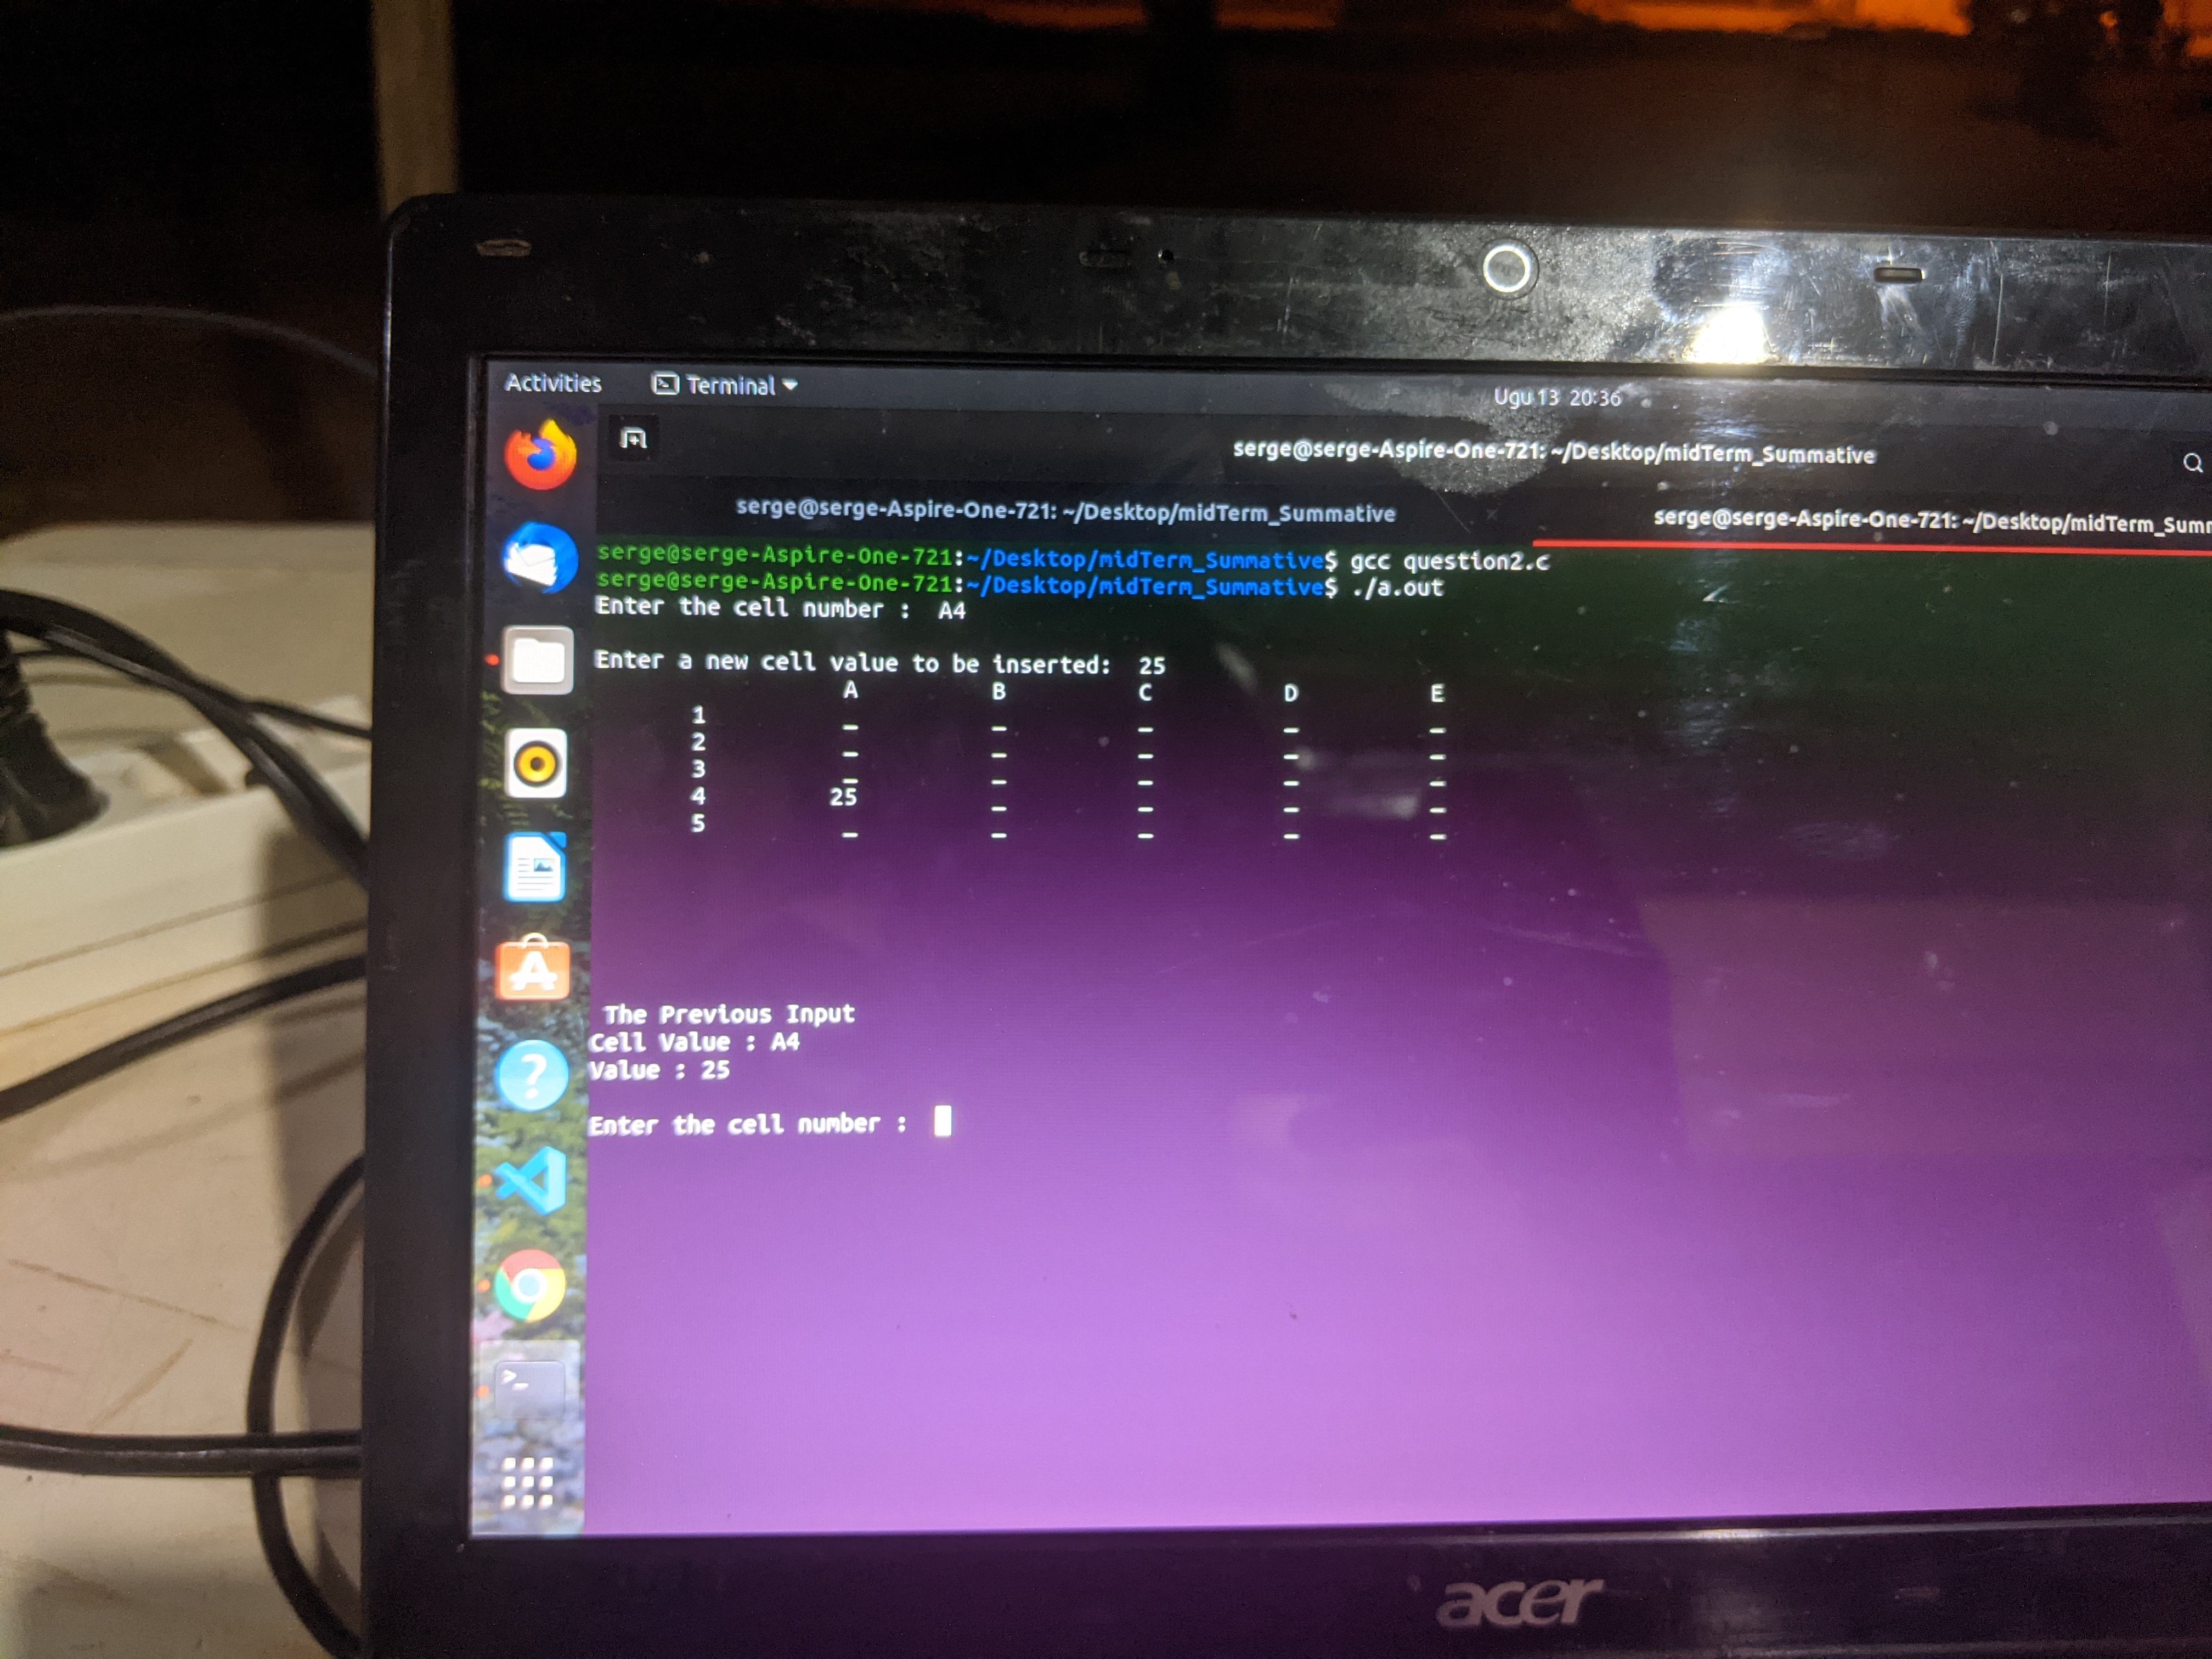 Activities Terminal Ugu 13 20:36
serge@serge-Aspire-One-721: ~/Desktop/midTerm_Summative
serge@serge-Aspire-One-721: ~/Desktop/midTerm_Summative serge@serge-Aspire-One-721: ~/Desktop/midTerm_Summ
serge@serge-Aspire-One-721:~/Desktop/midTerm_Summative$ gcc question2.c
serge@serge-Aspire-One-721:~/Desktop/midTerm_Summative$ ./a.out
Enter the cell number : A4
Enter a new cell value to be inserted: 25
A B C D E
1 _ _ _ _ _
2 _ _ _ _ _
3 _ _ _ _ _
4 25 _ _ _ _
5 _ _ _ _ _
The Previous Input
Cell Value : A4
Value : 25
Enter the cell number :
acer